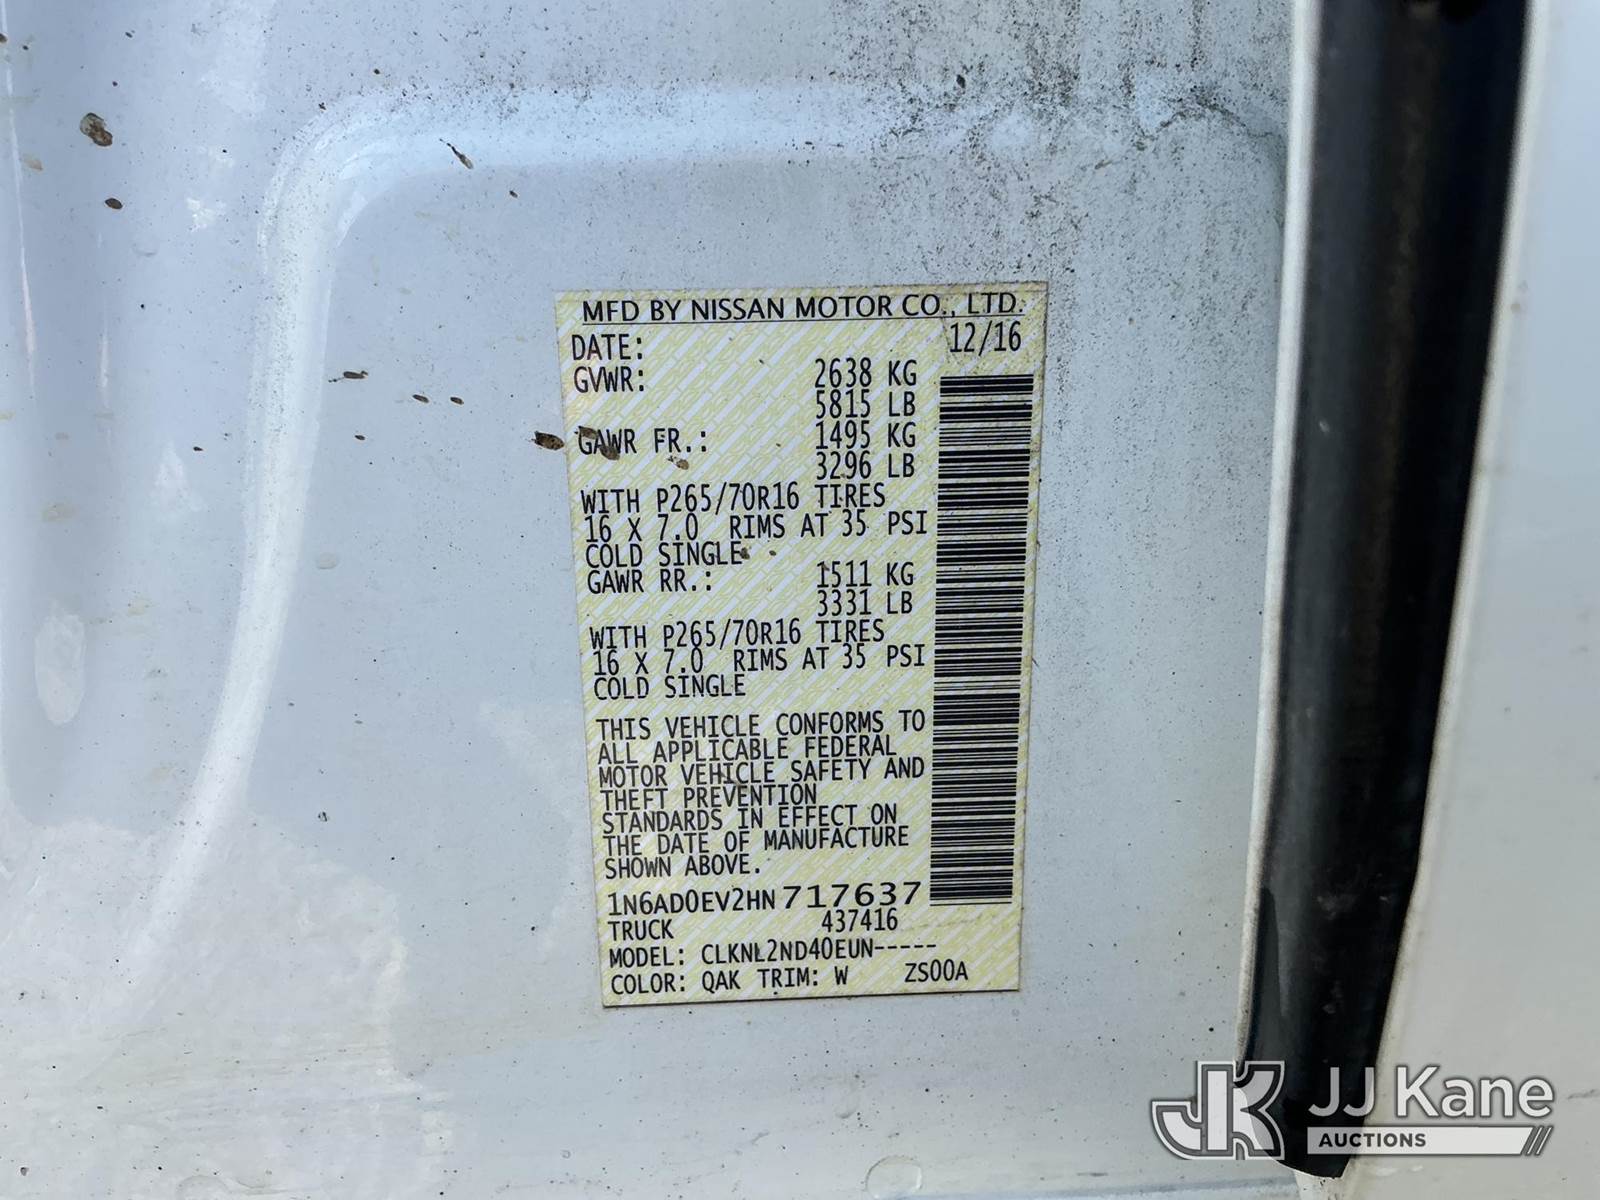 MFD BY NISSAN MOTOR CO., LTD.
DATE: 12/16
GVWR: 2638 KG
5815 LB
GAWR FR.: 1495 KG
3296 LB
WITH P265/70R16 TIRES
16 X 7.0 RIMS AT 35 PSI
COLD SINGLE
GAWR RR.: 1511 KG
3331 LB
WITH P265/70R16 TIRES
16 X 7.0 RIMS AT 35 PSI
COLD SINGLE
THIS VEHICLE CONFORMS TO
ALL APPLICABLE FEDERAL
MOTOR VEHICLE SAFETY AND
THEFT PREVENTION
STANDARDS IN EFFECT ON
THE DATE OF MANUFACTURE
SHOWN ABOVE.
1N6AD0EV2HN717637
TRUCK 437416
MODEL: CLKNL2ND40EUN-----
COLOR: QAK TRIM: W ZS00A
JK JJ Kane
AUCTIONS